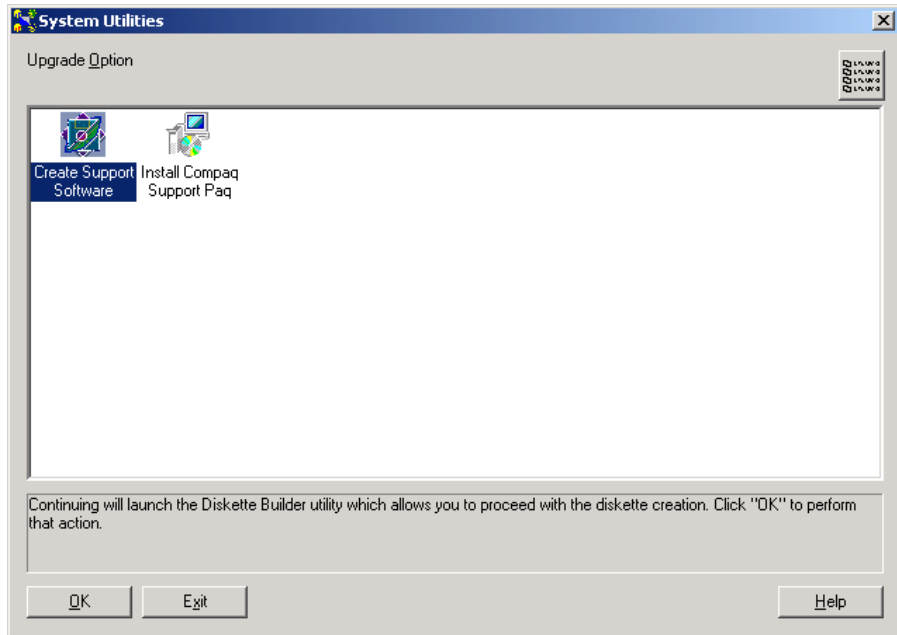 System Utilities
Upgrade Option
Create Support
Software
Install Compaq
Support Paq
Continuing will launch the Diskette Builder utility which allows you to proceed with the diskette creation. Click "OK" to perform
that action.
OK
Exit
Help